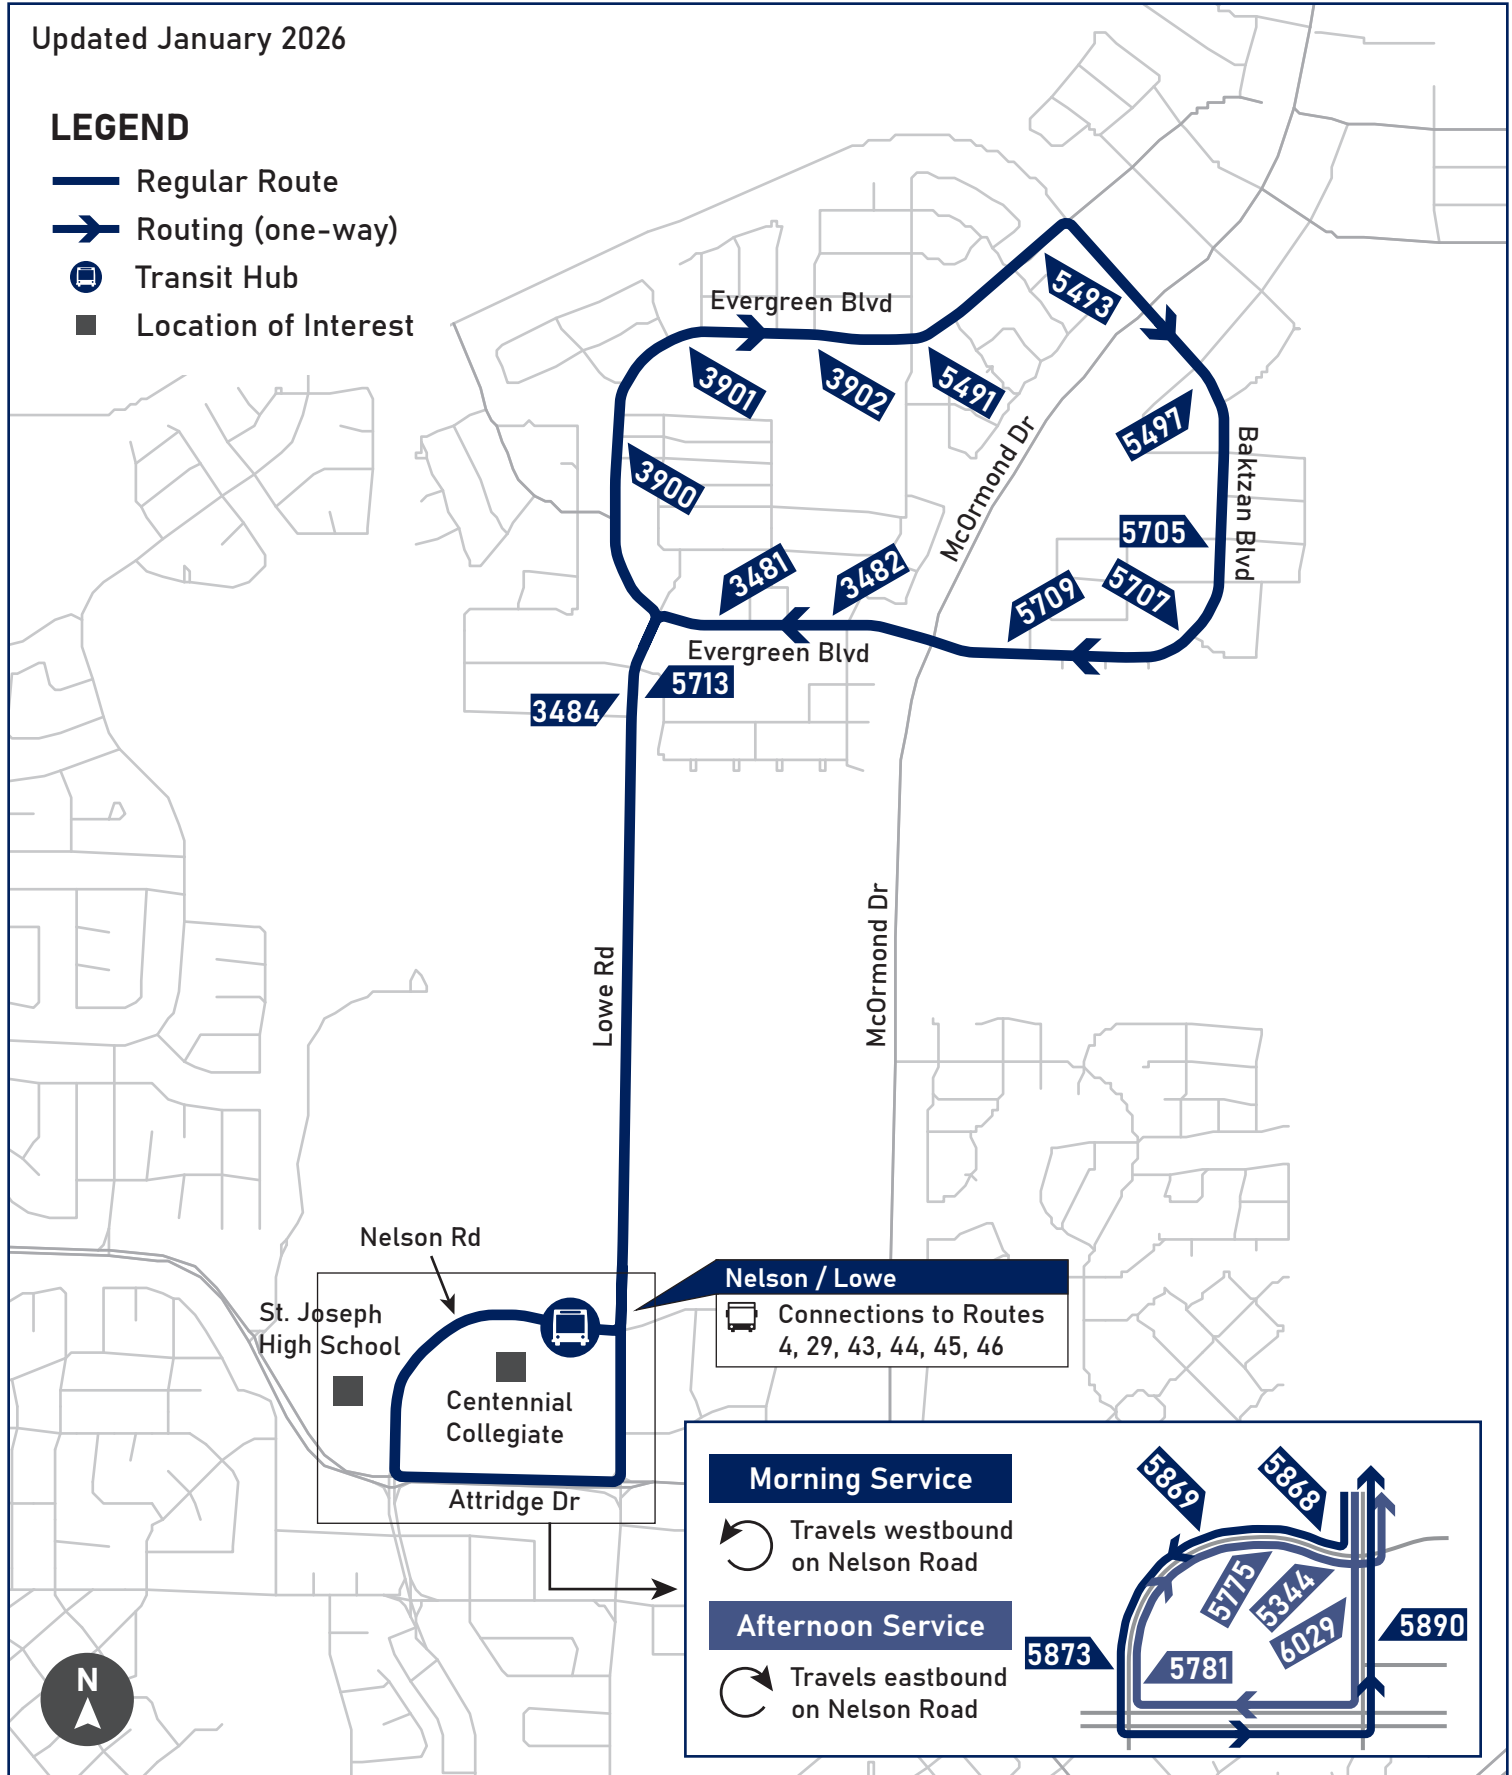 Updated January 2026
LEGEND
Regular Route
Routing (one-way)
Transit Hub
Location of Interest
Evergreen Blvd
5493
3901
3902
5491
5497
3900
McOrmond Dr
Baktzan Blvd
5705
3481
3482
5709
5707
Evergreen Blvd
5713
3484
Lowe Rd
McOrmond Dr
Nelson Rd
St. Joseph
High School
Centennial
Collegiate
Attridge Dr
Nelson / Lowe
Connections to Routes
4, 29, 43, 44, 45, 46
Morning Service
Travels westbound
on Nelson Road
Afternoon Service
Travels eastbound
on Nelson Road
5869
5868
5775
5344
6029
5890
5873
5781
N